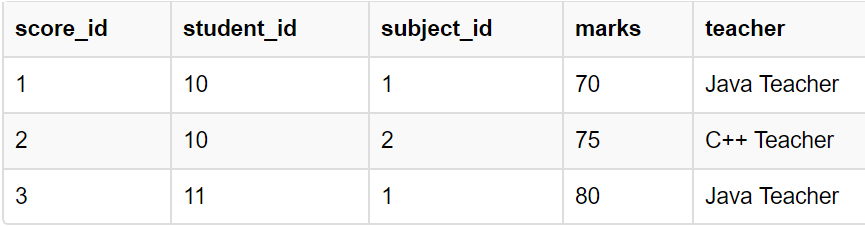 score_id student_id subject_id marks teacher
1 10 1 70 Java Teacher
2 10 2 75 C++ Teacher
3 11 1 80 Java Teacher